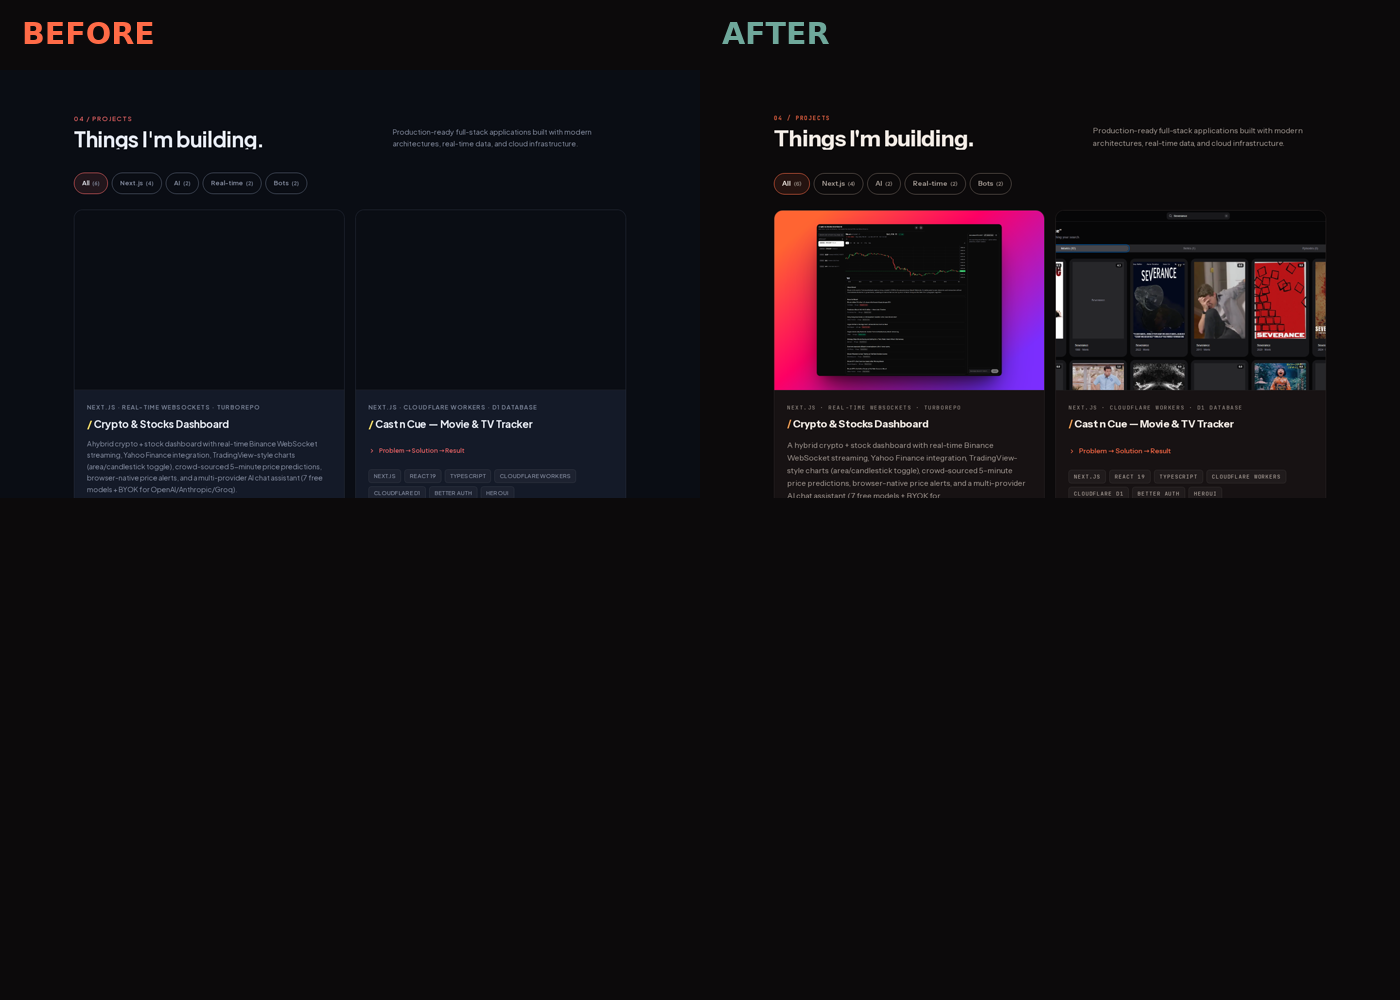 BEFORE
04 / PROJECTS
Things I'm building.
Production-ready full-stack applications built with modern
architectures, real-time data, and cloud infrastructure.
All (6)
Next.js (4)
AI (2)
Real-time (2)
Bots (2)
NEXT.JS · REAL-TIME WEBSOCKETS · TURBOREPO
/ Crypto & Stocks Dashboard
A hybrid crypto + stock dashboard with real-time Binance WebSocket
streaming, Yahoo Finance integration, TradingView-style charts
(area/candlestick toggle), crowd-sourced 5-minute price predictions,
browser-native price alerts, and a multi-provider AI chat assistant (7 free
models + BYOK for OpenAI/Anthropic/Groq)
NEXT.JS · CLOUDFLARE WORKERS · D1 DATABASE
/ Cast n Cue — Movie & TV Tracker
› Problem → Solution → Result
NEXT.JS
REACT 19
TYPESCRIPT
CLOUDFLARE WORKERS
CLOUDFLARE D1
BETTER AUTH
HEROUI
AFTER
04 / PROJECTS
Things I'm building.
Production-ready full-stack applications built with modern
architectures, real-time data, and cloud infrastructure.
All (6)
Next.js (4)
AI (2)
Real-time (2)
Bots (2)
SEVERANCE
SEVERANCE
NEXT.JS · REAL-TIME WEBSOCKETS · TURBOREPO
/ Crypto & Stocks Dashboard
A hybrid crypto + stock dashboard with real-time Binance
WebSocket streaming, Yahoo Finance integration, TradingView-
style charts (area/candlestick toggle), crowd-sourced 5-minute
price predictions, browser-native price alerts, and a multi-provider
AI chat assistant (7 free models + BYOK for
NEXT.JS · CLOUDFLARE WORKERS · D1 DATABASE
/ Cast n Cue — Movie & TV Tracker
› Problem → Solution → Result
NEXT.JS
REACT 19
TYPESCRIPT
CLOUDFLARE WORKERS
CLOUDFLARE D1
BETTER AUTH
HEROUI